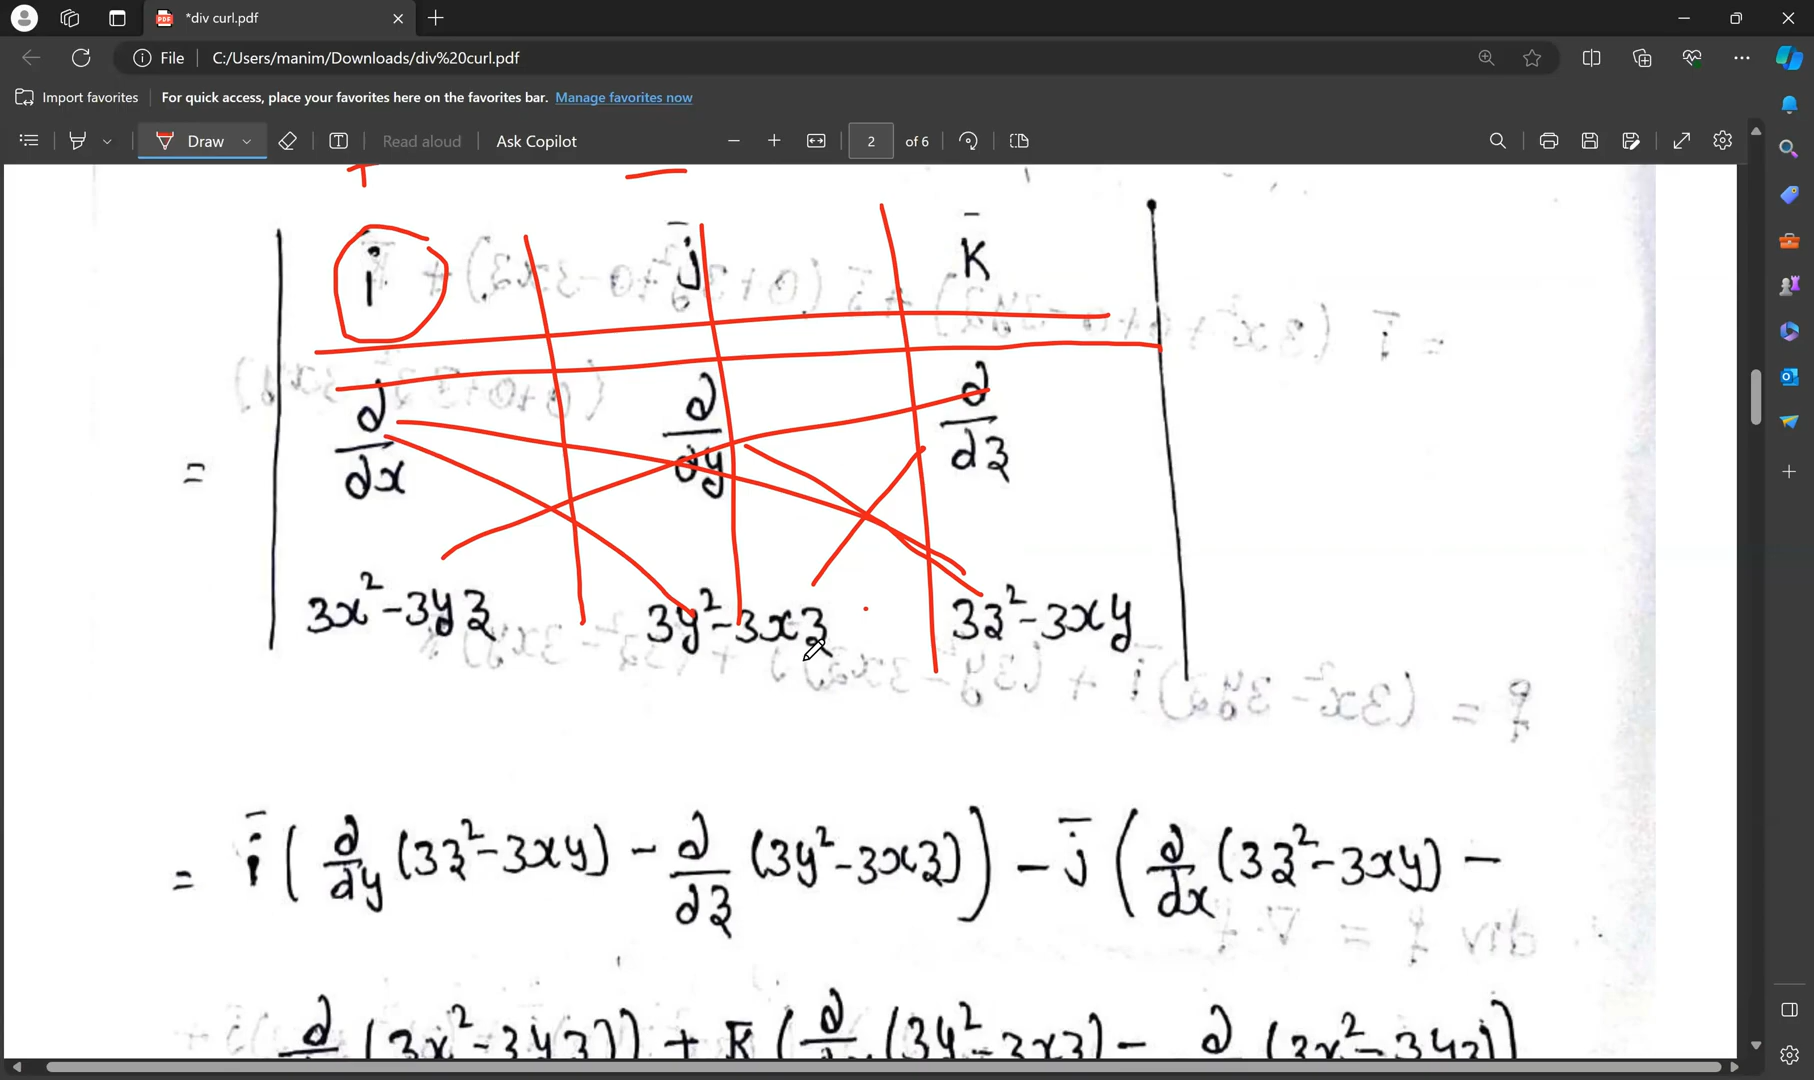 *div curl.pdf
File C:/Users/manim/Downloads/div%20curl.pdf
Import favorites For quick access, place your favorites here on the favorites bar. Manage favorites now
Draw Read aloud Ask Copilot 2 of 6
i̅ j̅ k̅
= ∂/∂x ∂/∂y ∂/∂z
3x²-3yz 3y²-3xz 3z²-3xy
= i̅ ( ∂/∂y (3z²-3xy) - ∂/∂z (3y²-3xz) ) - j̅ ( ∂/∂x (3z²-3xy) -
∂ (3x²-3yz) ) + k̅ ( ∂ (3y²-3xz) - ∂ (3x²-3yz) )